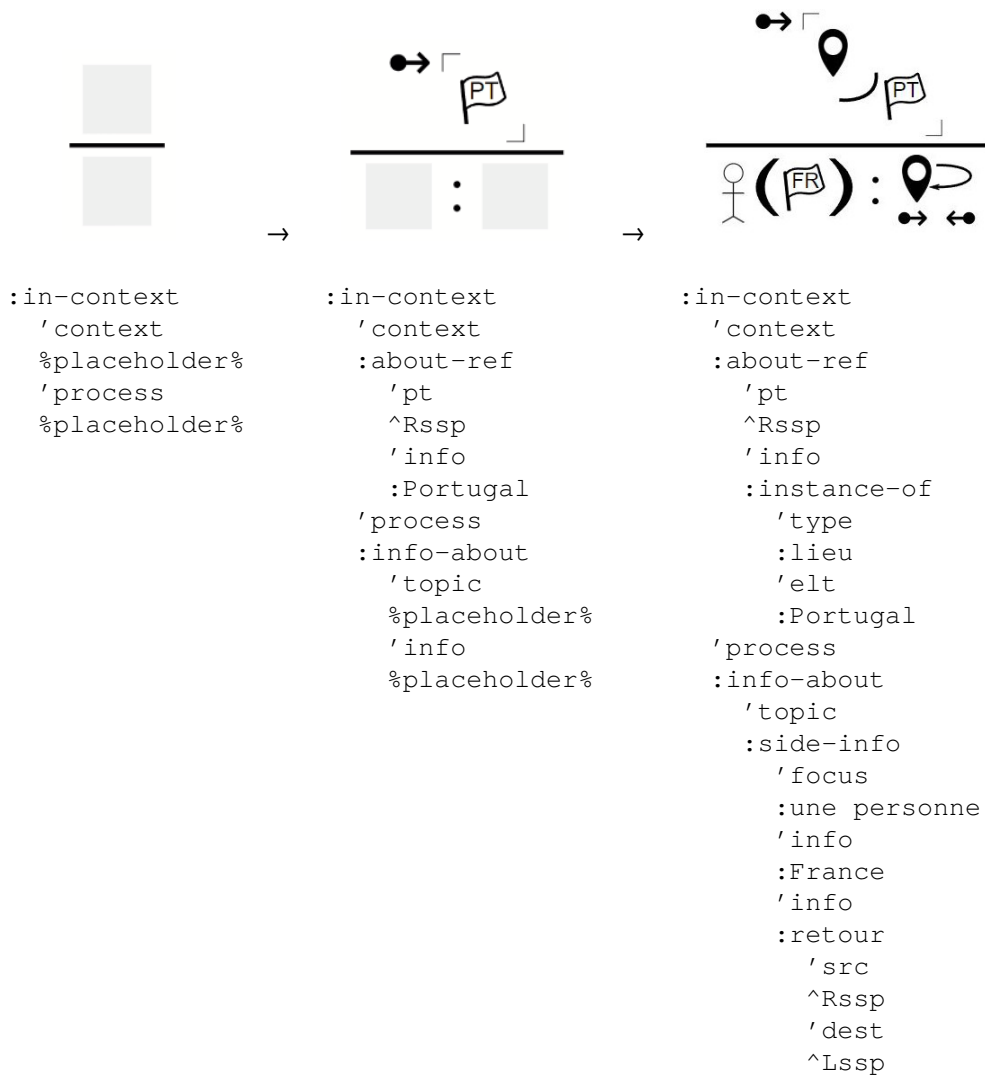 PT
PT
FR
( ) :
:
→ →
:in-context
’context
%placeholder%
’process
%placeholder%
:in-context
’context
:about-ref
’pt
^Rssp
’info
:Portugal
’process
:info-about
’topic
%placeholder%
’info
%placeholder%
:in-context
’context
:about-ref
’pt
^Rssp
’info
:instance-of
’type
:lieu
’elt
:Portugal
’process
:info-about
’topic
:side-info
’focus
:une personne
’info
:France
’info
:retour
’src
^Rssp
’dest
^Lssp